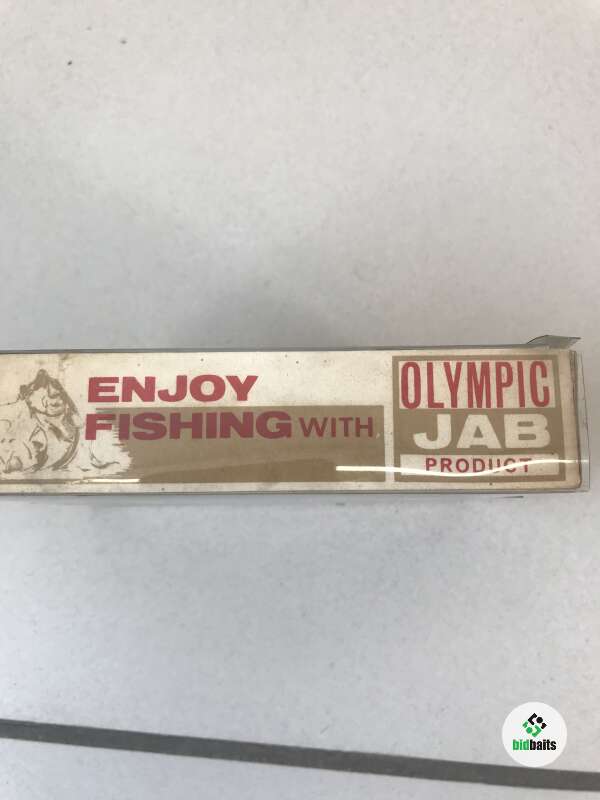 ENJOY
FISHING WITH
OLYMPIC
JAB
PRODUCT
bidbaits